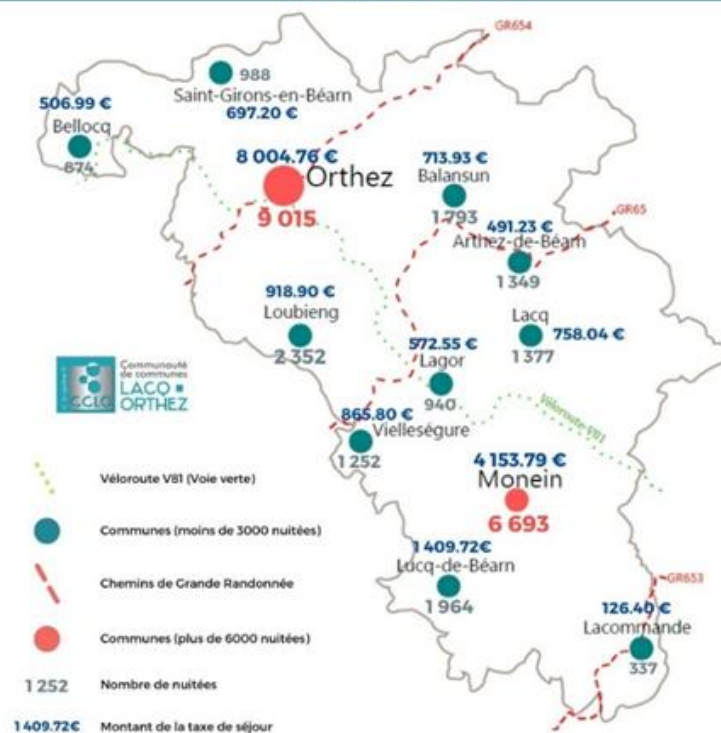 GR654
988
Saint-Girons-en-Béarn
697.20 €
506.99 €
Bellocq
874
8 004.76 €
Orthez
9 015
713.93 €
Balansun
1 793
GR65
491.23 €
Arthez-de-Béarn
1 349
918.90 €
Loubieng
2 352
Lacq
758.04 €
1 377
572.55 €
Lagor
940
Communauté
de communes
LACQ
ORTHEZ
CCLO
865.80 €
Viellesegure
1 252
Véloroute V81
4 153.79 €
Monein
6 693
1 409.72€
Lucq-de-Béarn
1 964
GR653
126.40 €
Lacommande
337
Véloroute V81 (Voie verte)
Communes (moins de 3000 nuitées)
Chemins de Grande Randonnée
Communes (plus de 6000 nuitées)
1 252 Nombre de nuitées
1 409.72€ Montant de la taxe de séjour